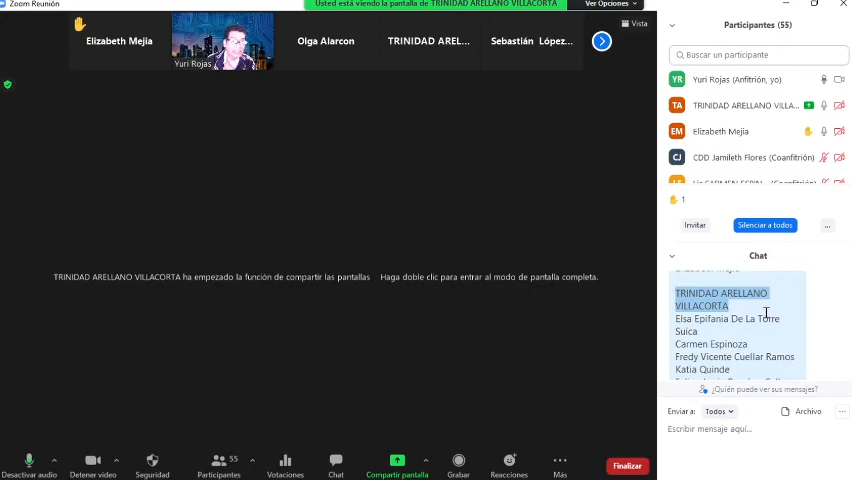 Zoom Reunión
Usted está viendo la pantalla de TRINIDAD ARELLANO VILLACORTA
Ver Opciones
Vista
Elizabeth Mejia
Yuri Rojas
Olga Alarcon
TRINIDAD AREL...
Sebastián López...
TRINIDAD ARELLANO VILLACORTA ha empezado la función de compartir las pantallas Haga doble clic para entrar al modo de pantalla completa.
Participantes (55)
Buscar un participante
YR Yuri Rojas (Anfitrión, yo)
TA TRINIDAD ARELLANO VILLA...
EM Elizabeth Mejia
CJ CDD Jamileth Flores (Coanfitrión)
1
Invitar
Silenciar a todos
...
Chat
TRINIDAD ARELLANO
VILLACORTA
Elsa Epifania De La Torre
Suica
Carmen Espinoza
Fredy Vicente Cuellar Ramos
Katia Quinde
¿Quién puede ver sus mensajes?
Enviar a: Todos
Archivo
Escribir mensaje aquí...
Desactivar audio
Detener video
Seguridad
55
Participantes
Votaciones
Chat
Compartir pantalla
Grabar
Reacciones
Más
Finalizar